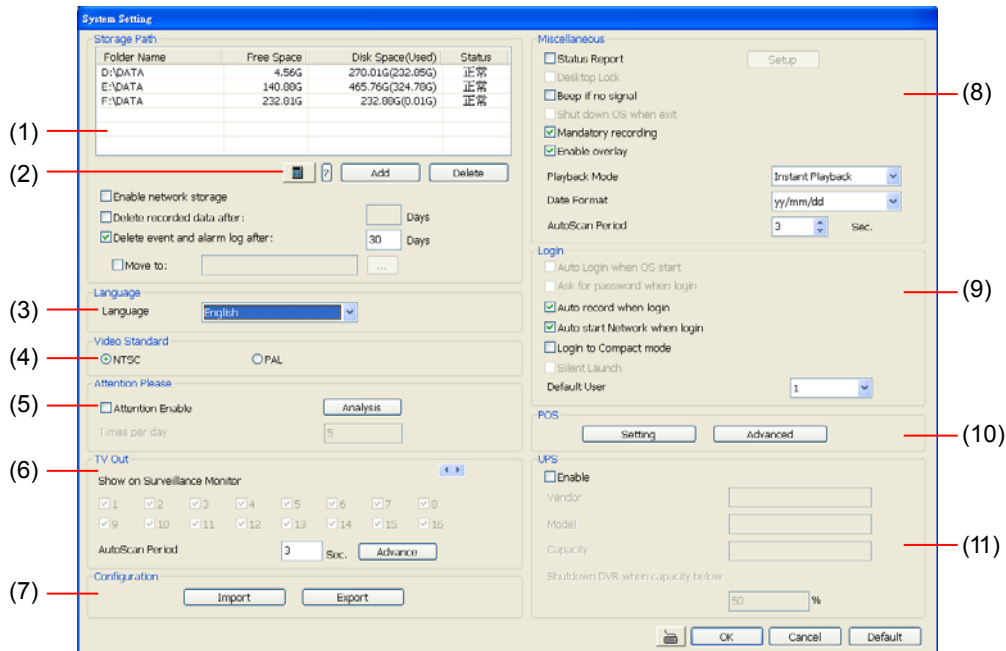 System Setting
Storage Path
Folder Name Free Space Disk Space(Used) Status
D:\DATA 4.56G 270.01G(232.85G) 正常
E:\DATA 140.88G 465.76G(324.78G) 正常
F:\DATA 232.81G 232.88G(0.01G) 正常
(1)
(2)
? Add Delete
Enable network storage
Delete recorded data after: Days
Delete event and alarm log after: 30 Days
Move to: ...
Language
(3)
Language English
Video Standard
(4)
NTSC PAL
Attention Please
(5)
Attention Enable Analysis
Times per day 5
TV Out
(6)
Show on Surveillance Monitor
1 2 3 4 5 6 7 8
9 10 11 12 13 14 15 16
AutoScan Period 3 Sec. Advance
Configuration
(7)
Import Export
Miscellaneous
Status Report Setup
Desktop Lock
Beep if no signal
(8)
Shut down OS when exit
Mandatory recording
Enable overlay
Playback Mode Instant Playback
Date Format yy/mm/dd
AutoScan Period 3 Sec.
Login
Auto Login when OS start
Ask for password when login
(9)
Auto record when login
Auto start Network when login
Login to Compact mode
Silent Launch
Default User 1
POS
Setting Advanced
(10)
UPS
Enable
Vendor
Model
Capacity
(11)
Shutdown DVR when capacity below
50 %
OK Cancel Default